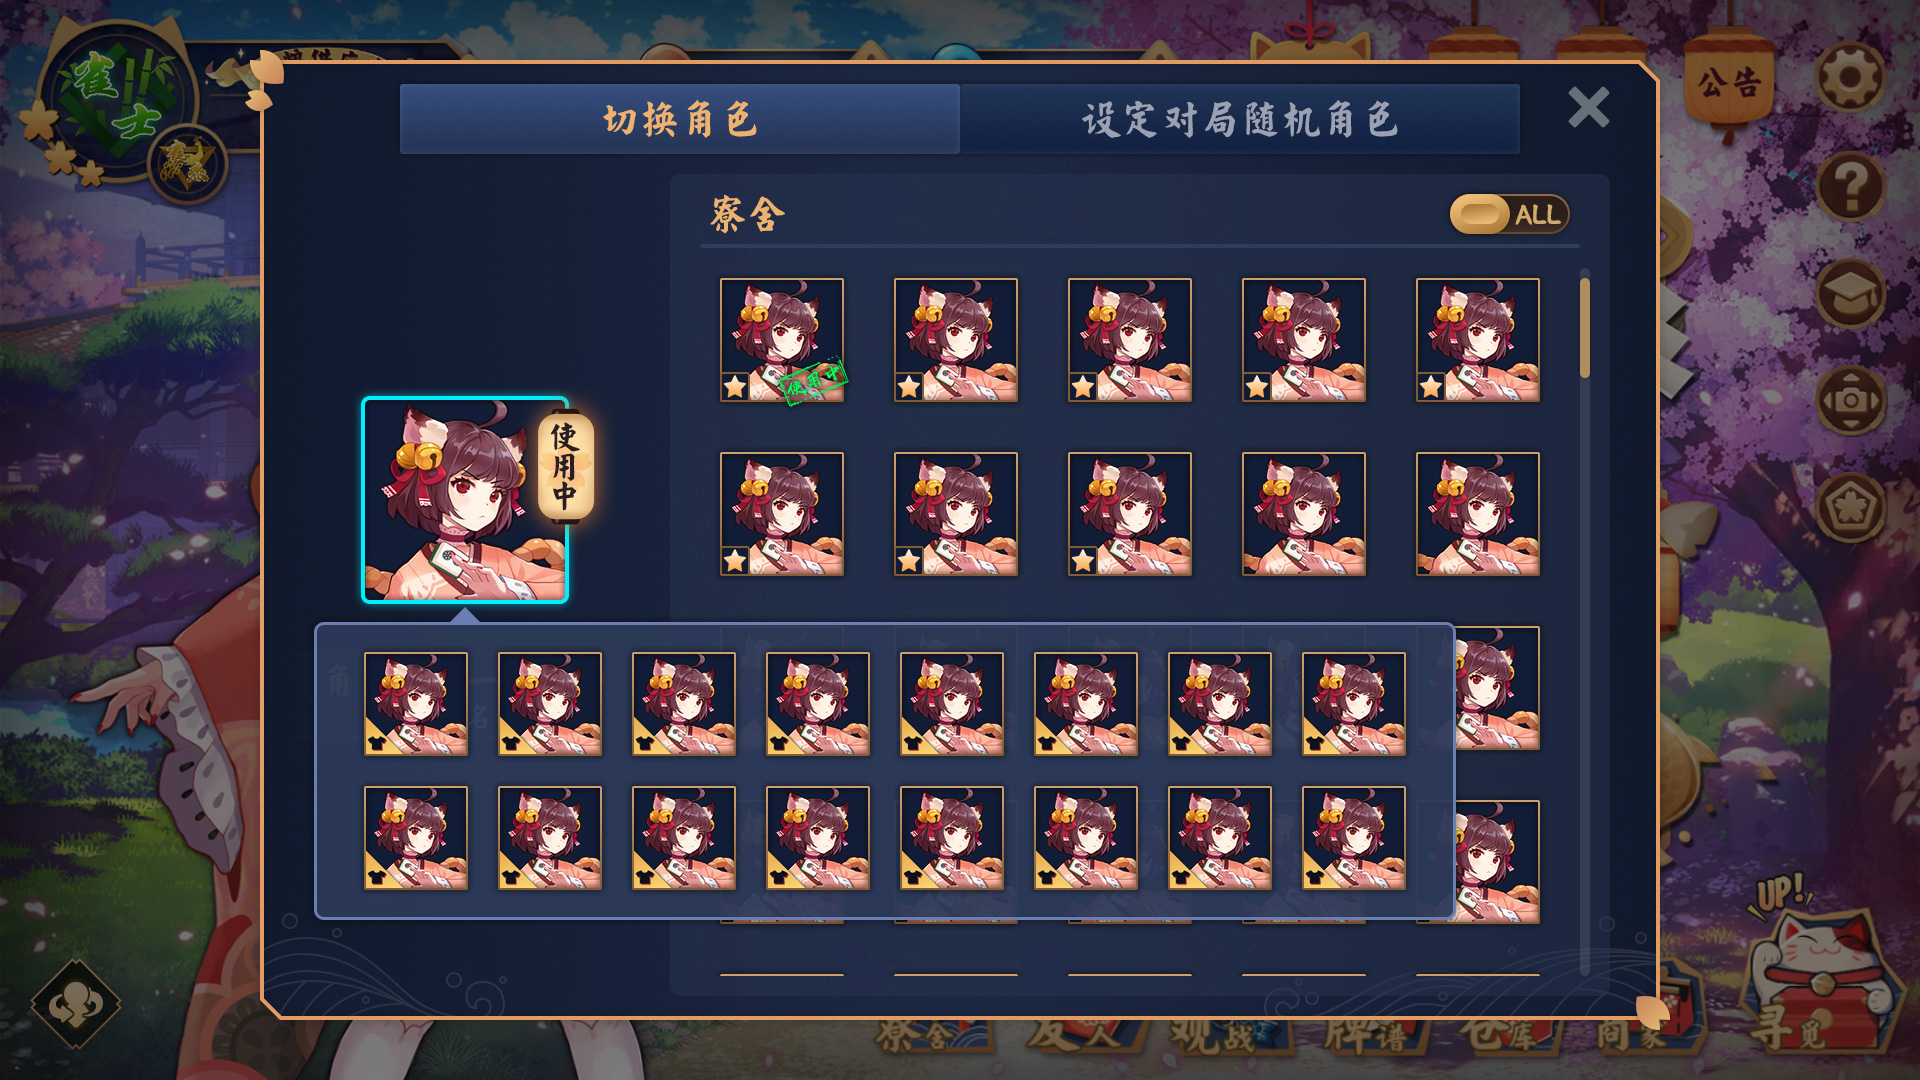 雀士
公告
切换角色
设定对局随机角色
寮舍
ALL
使用中
使用中
角
名
UP!
寮舍
友人
观战
牌谱
仓库
商家
寻觅